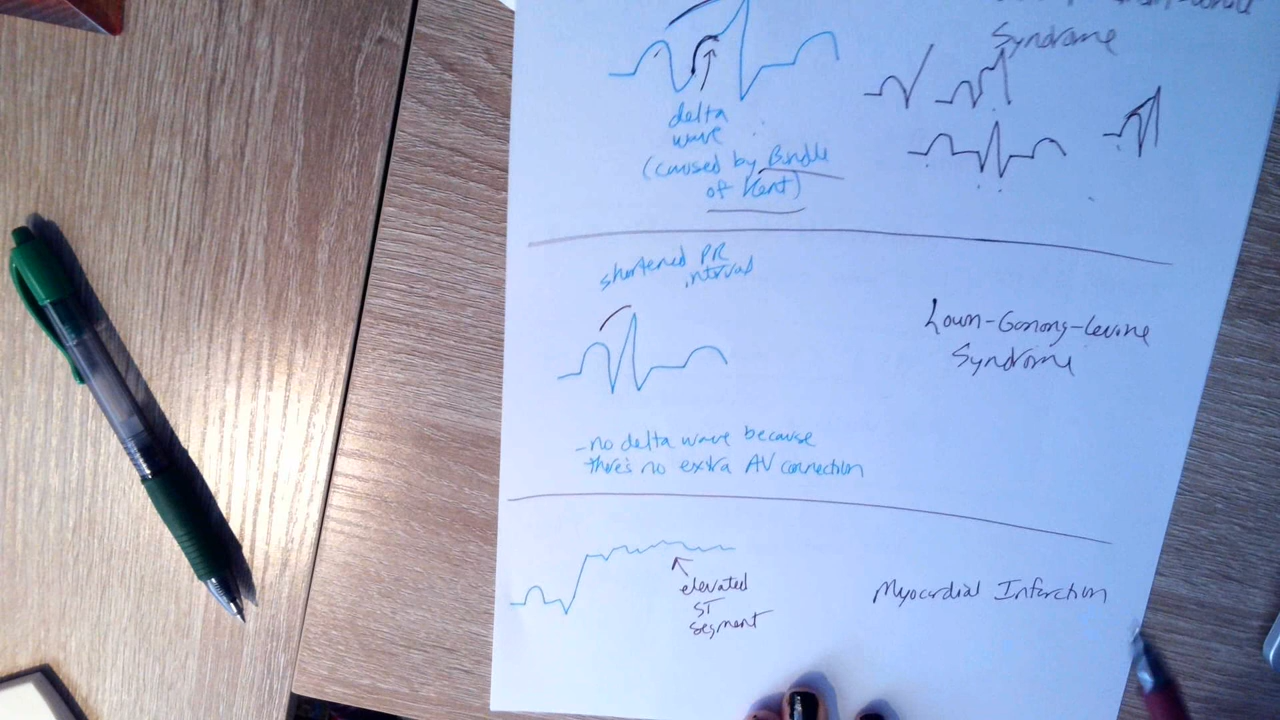 Syndrome
delta
wave
(caused by Bundle
of Kent)
shortened PR
interval
Lown-Ganong-Levine
Syndrome
-no delta wave because
there's no extra AV connection
elevated
ST
segment
Myocardial Infarction